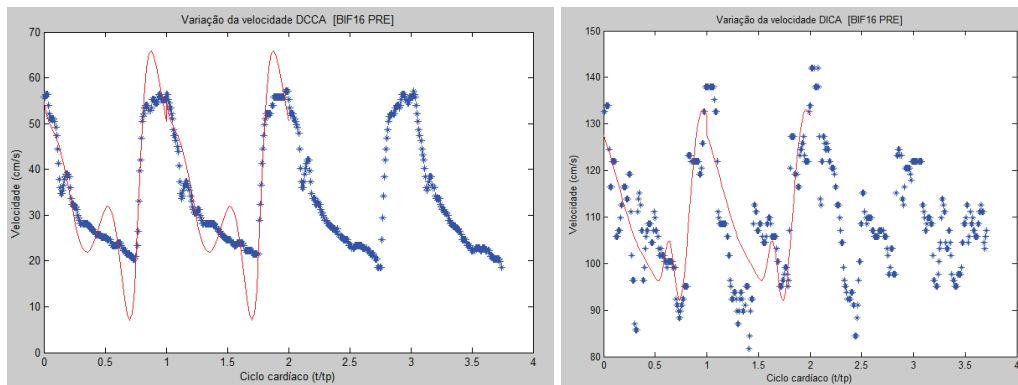 Variação da velocidade DCCA [BIF16 PRE]
70
60
50
40
30
20
10
0
Velocidade (cm/s)
0 0.5 1 1.5 2 2.5 3 3.5 4
Ciclo cardíaco (t/tp)
Variação da velocidade DICA [BIF16 PRE]
150
140
130
120
110
100
90
80
Velocidade (cm/s)
0 0.5 1 1.5 2 2.5 3 3.5 4
Ciclo cardíaco (t/tp)